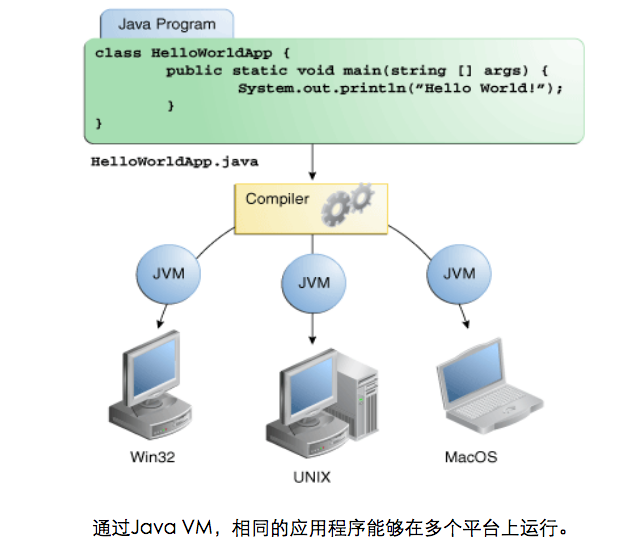 Java Program
class HelloWorldApp {
public static void main(string [] args) {
System.out.println("Hello World!");
}
}
HelloWorldApp.java
Compiler
JVM
JVM
JVM
Win32
UNIX
MacOS
通过Java VM，相同的应用程序能够在多个平台上运行。